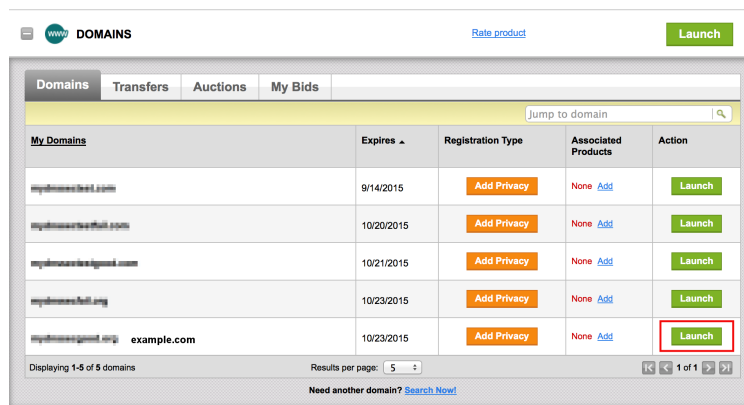 www DOMAINS Rate product Launch
Domains Transfers Auctions My Bids
Jump to domain
My Domains Expires Registration Type Associated Products Action
9/14/2015 Add Privacy None Add Launch
10/20/2015 Add Privacy None Add Launch
10/21/2015 Add Privacy None Add Launch
10/23/2015 Add Privacy None Add Launch
example.com 10/23/2015 Add Privacy None Add Launch
Displaying 1-5 of 5 domains Results per page: 5 1 of 1
Need another domain? Search Now!